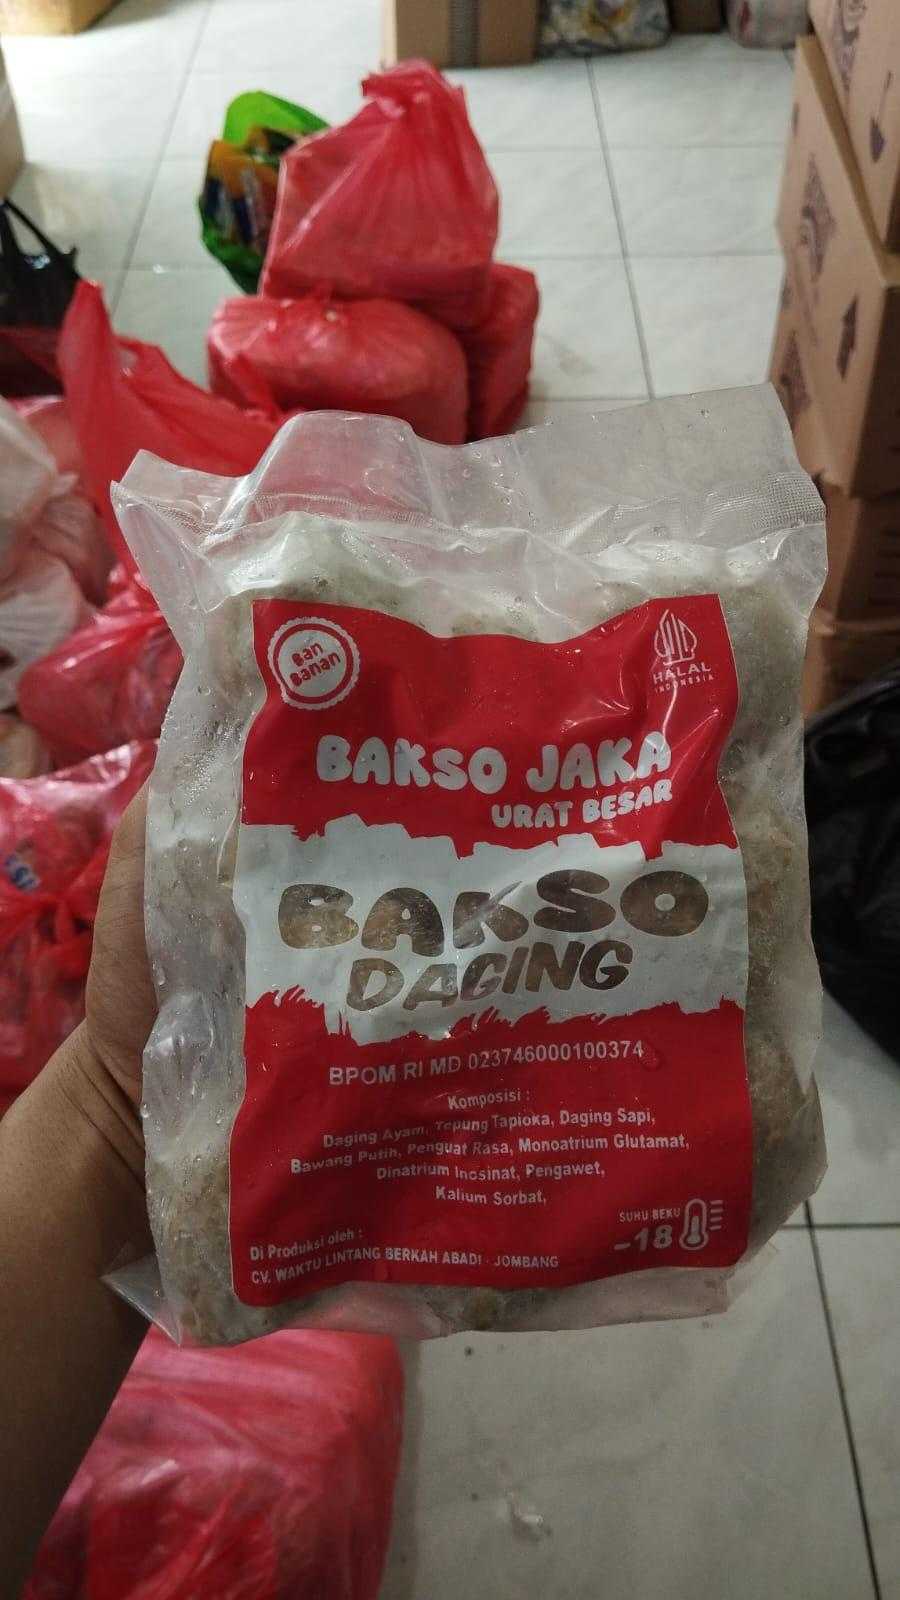 Ban
Banan
HALAL
INDONESIA
BAKSO JAKA
URAT BESAR
BAKSO
DAGING
BPOM RI MD 023746000100374
Komposisi :
Daging Ayam, Tepung Tapioka, Daging Sapi,
Bawang Putih, Penguat Rasa, Monoatrium Glutamat,
Dinatrium Inosinat, Pengawet,
Kalium Sorbat,
SUHU BEKU
-18
Di Produksi oleh :
CV. WAKTU LINTANG BERKAH ABADI - JOMBANG